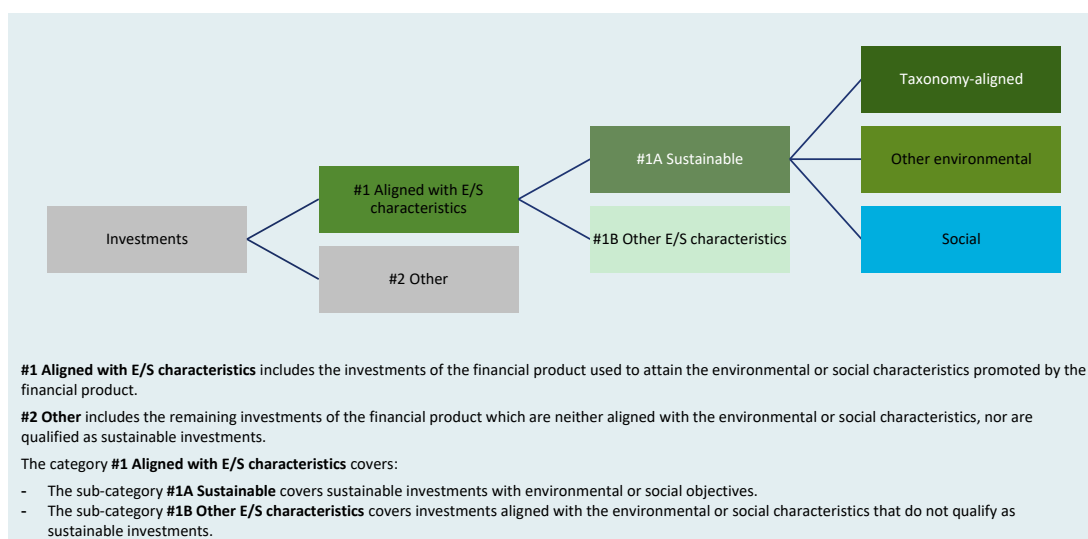 Taxonomy-aligned
#1A Sustainable
Other environmental
#1 Aligned with E/S
characteristics
Investments
#1B Other E/S characteristics
Social
#2 Other
#1 Aligned with E/S characteristics includes the investments of the financial product used to attain the environmental or social characteristics promoted by the
financial product.
#2 Other includes the remaining investments of the financial product which are neither aligned with the environmental or social characteristics, nor are
qualified as sustainable investments.
The category #1 Aligned with E/S characteristics covers:
- The sub-category #1A Sustainable covers sustainable investments with environmental or social objectives.
- The sub-category #1B Other E/S characteristics covers investments aligned with the environmental or social characteristics that do not qualify as
sustainable investments.